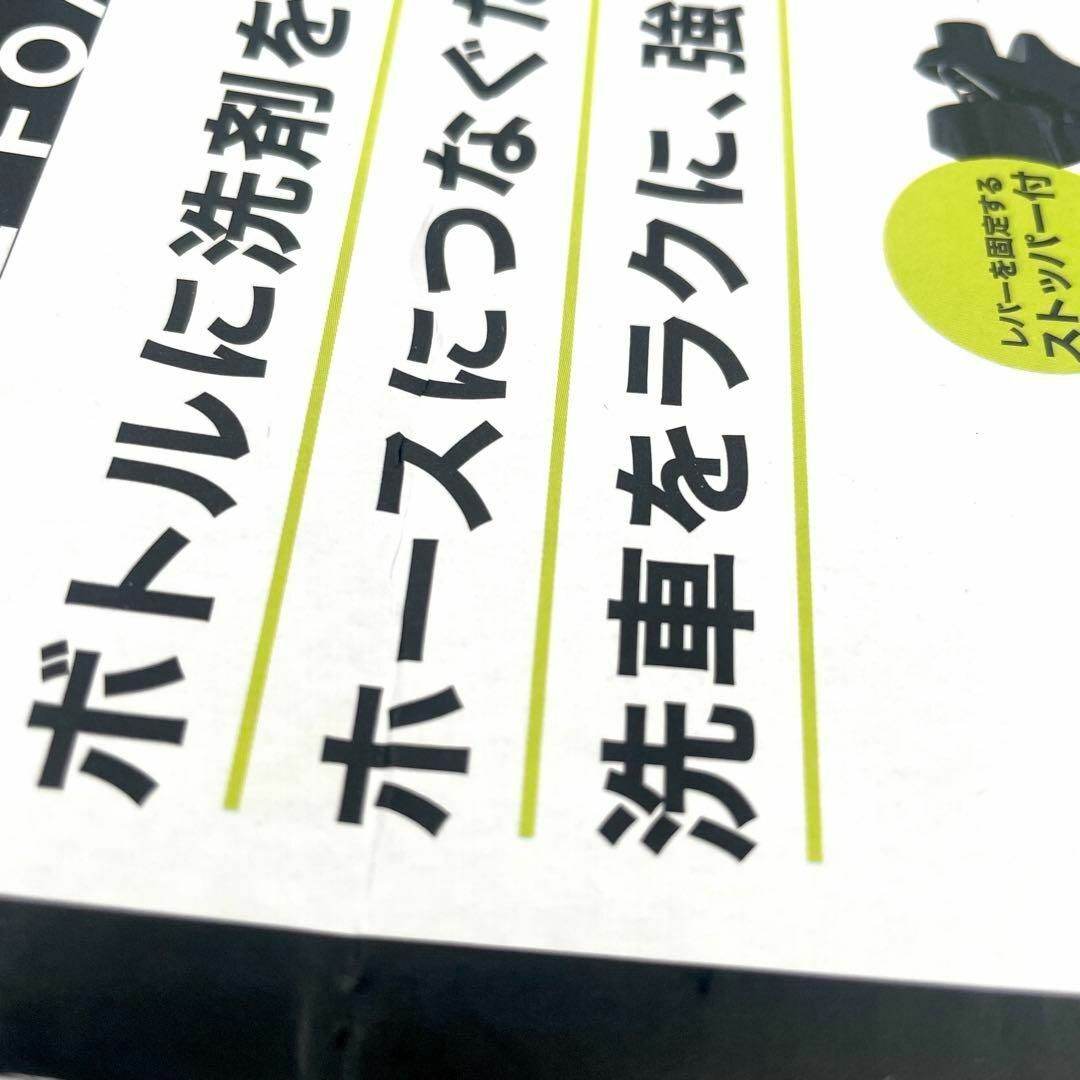 ボトルに洗剤を
ホースにつなぐ
洗車をラクに、強
レバーを固定する
ストッパー付